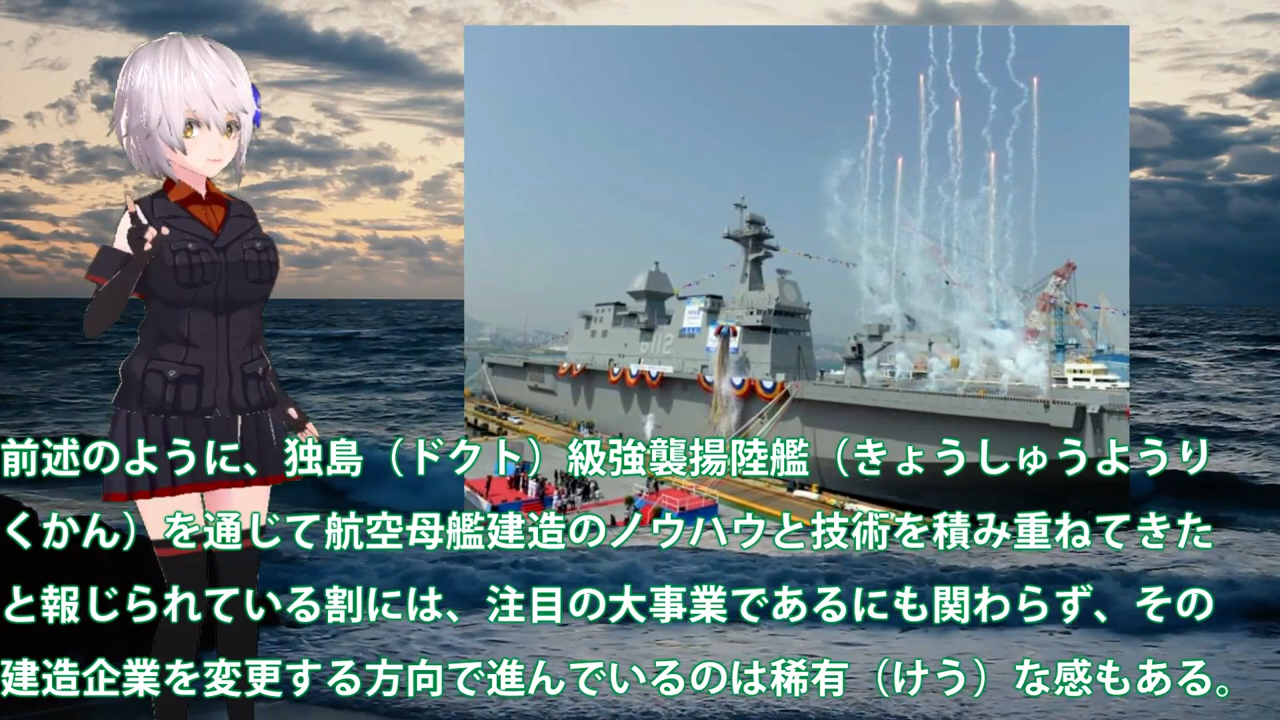 6112
前述のように、独島（ドクト）級強襲揚陸艦（きょうしゅうようり
くかん）を通じて航空母艦建造のノウハウと技術を積み重ねてきた
と報じられている割には、注目の大事業であるにも関わらず、その
建造企業を変更する方向で進んでいるのは稀有（けう）な感もある。